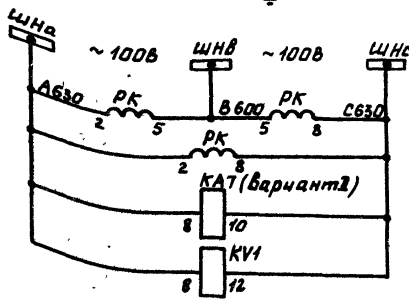 ШНа
~100В
ШНв
~100В
ШНс
А630
РК
В600
РК
С630
2
5
5
8
РК
2
8
КА7 (вариант 2)
8
10
KV1
8
12